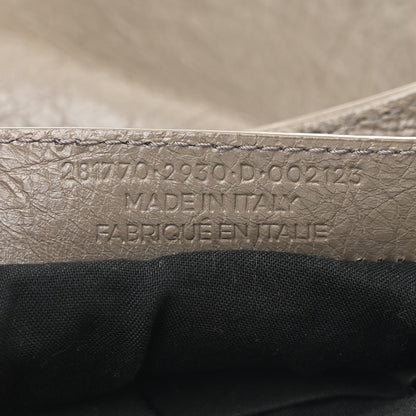 281770·2930·D·002123
MADE IN ITALY
FABRIQUÉ EN ITALIE